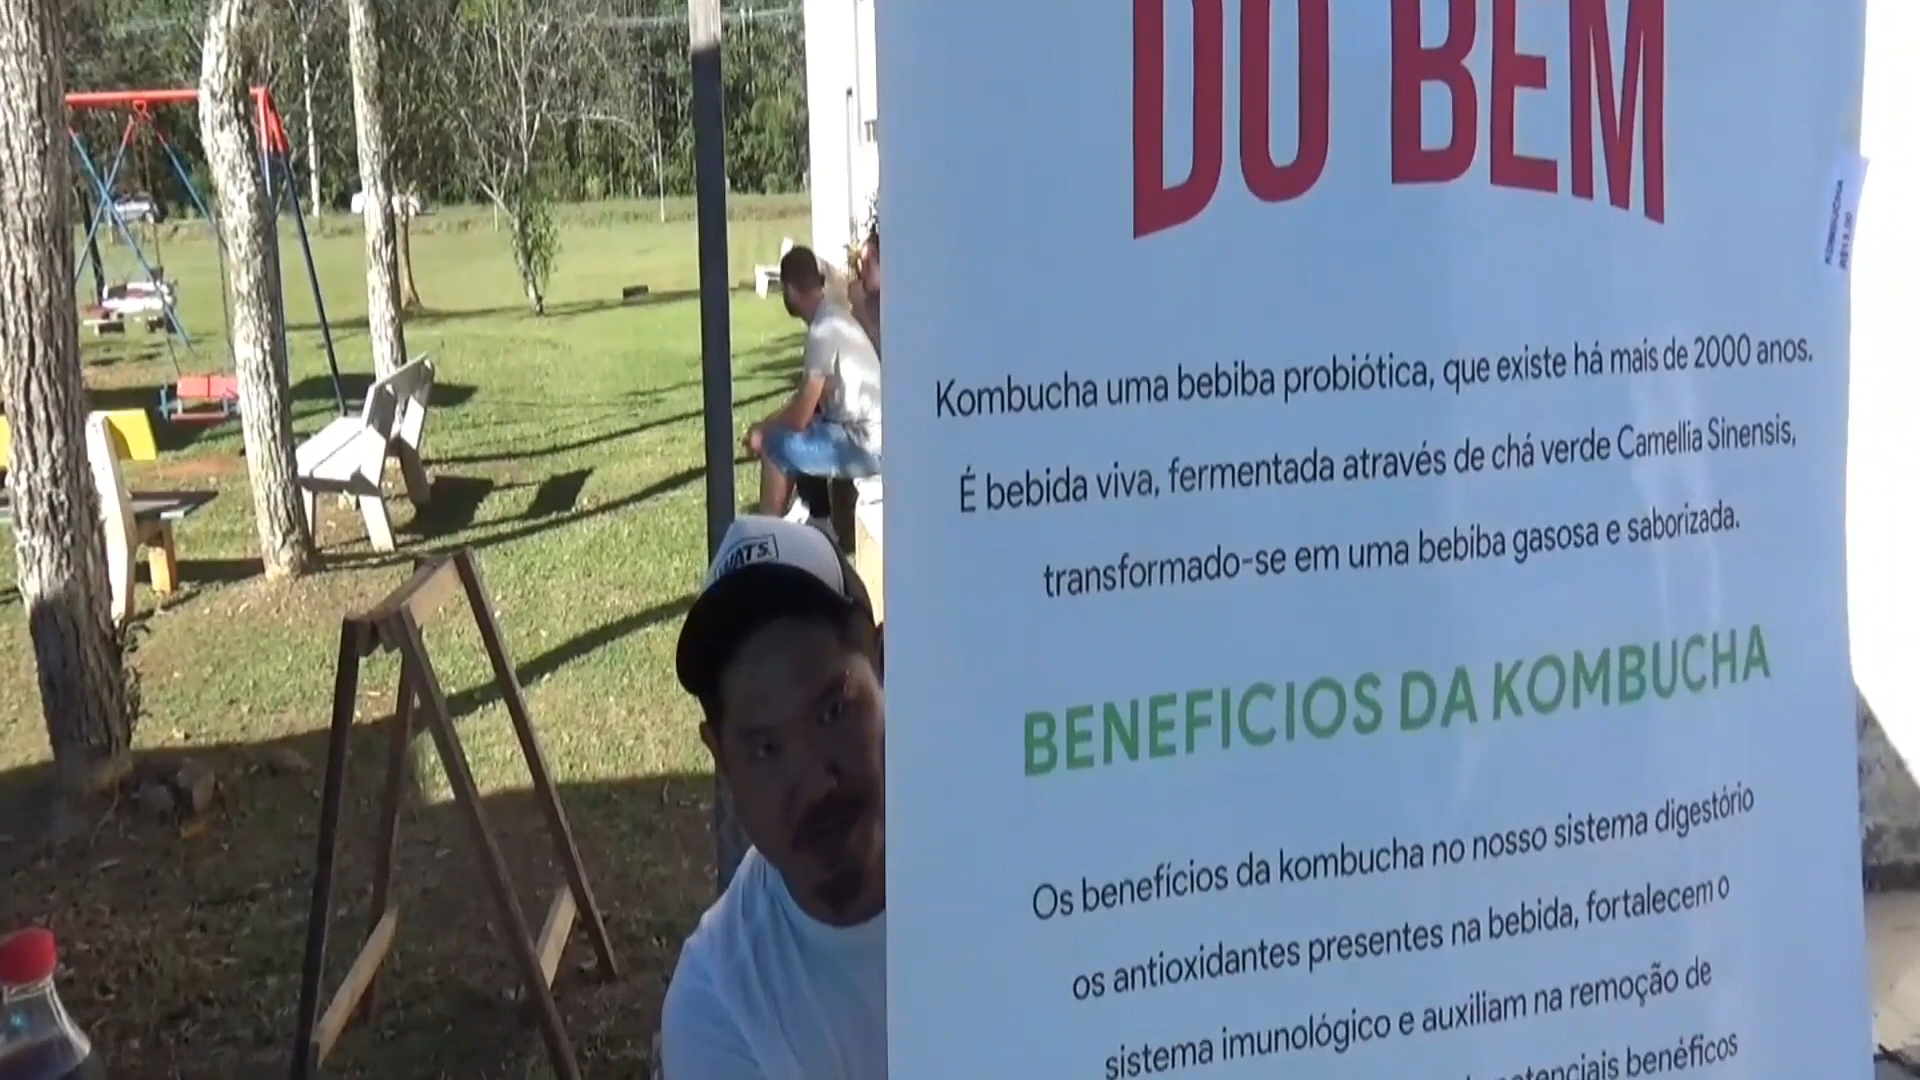 DO BEM
KOMBUCHA
Kombucha uma bebiba probiótica, que existe há mais de 2000 anos.
É bebida viva, fermentada através de chá verde Camellia Sinensis,
transformado-se em uma bebiba gasosa e saborizada.
BENEFICIOS DA KOMBUCHA
Os benefícios da kombucha no nosso sistema digestório
os antioxidantes presentes na bebida, fortalecem o
sistema imunológico e auxiliam na remoção de
potenciais benéficos